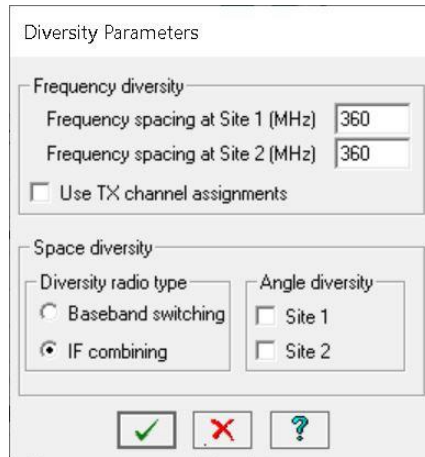 Diversity Parameters
Frequency diversity
Frequency spacing at Site 1 (MHz) 360
Frequency spacing at Site 2 (MHz) 360
Use TX channel assignments
Space diversity
Diversity radio type
Baseband switching
IF combining
Angle diversity
Site 1
Site 2
?